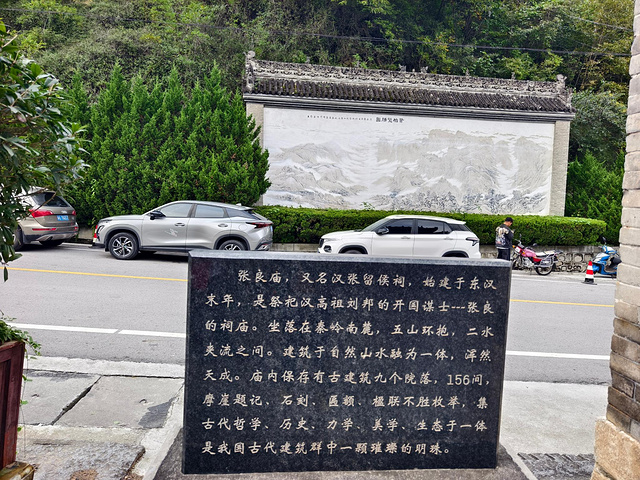 张良庙，又名汉张留侯祠，始建于东汉
末年，是祭祀汉高祖刘邦的开国谋士---张良
的祠庙。坐落在秦岭南麓，五山环抱，二水
夹流之间。建筑于自然山水融为一体，浑然
天成。庙内保存有古建筑九个院落，156间，
摩崖题记、石刻、匾额、楹联不胜枚举，集
古代哲学、历史、力学、美学、生态于一体
是我国古代建筑群中一颗璀璨的明珠。